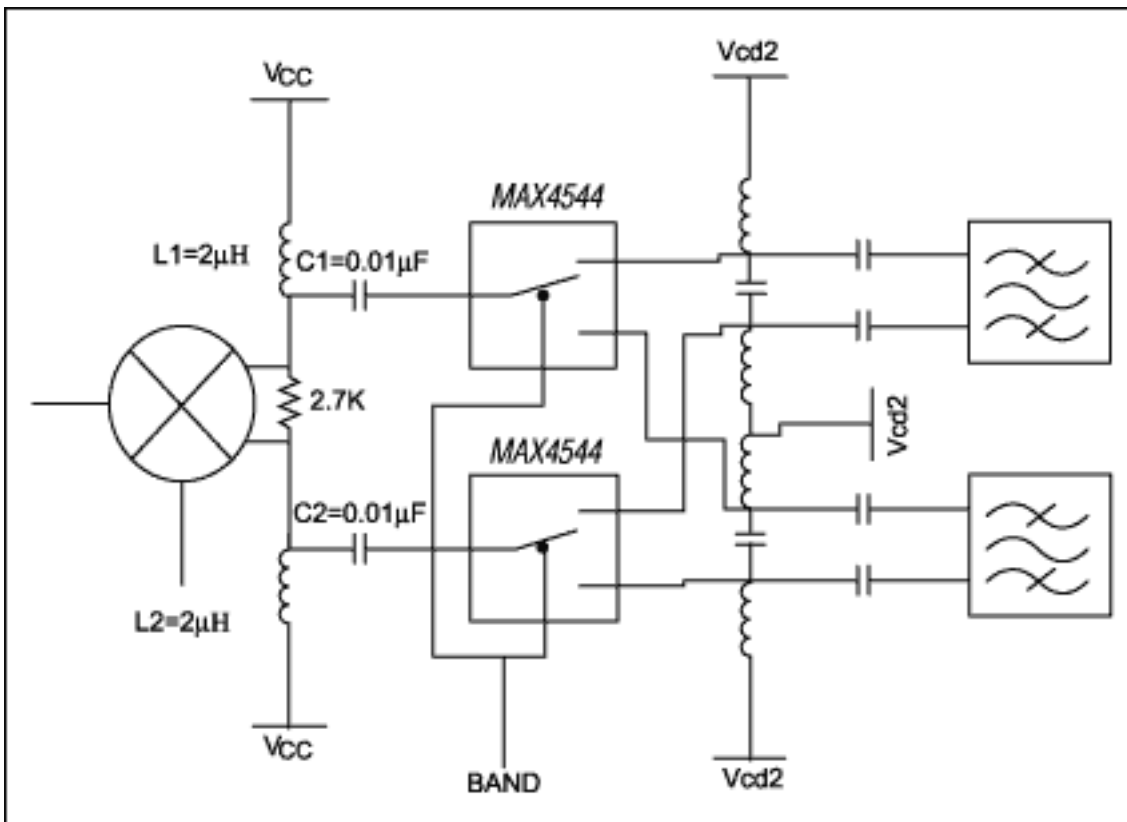 VCC
Vcd2
MAX4544
L1=2μH
C1=0.01μF
2.7K
Vcd2
MAX4544
C2=0.01μF
L2=2μH
VCC
BAND
Vcd2